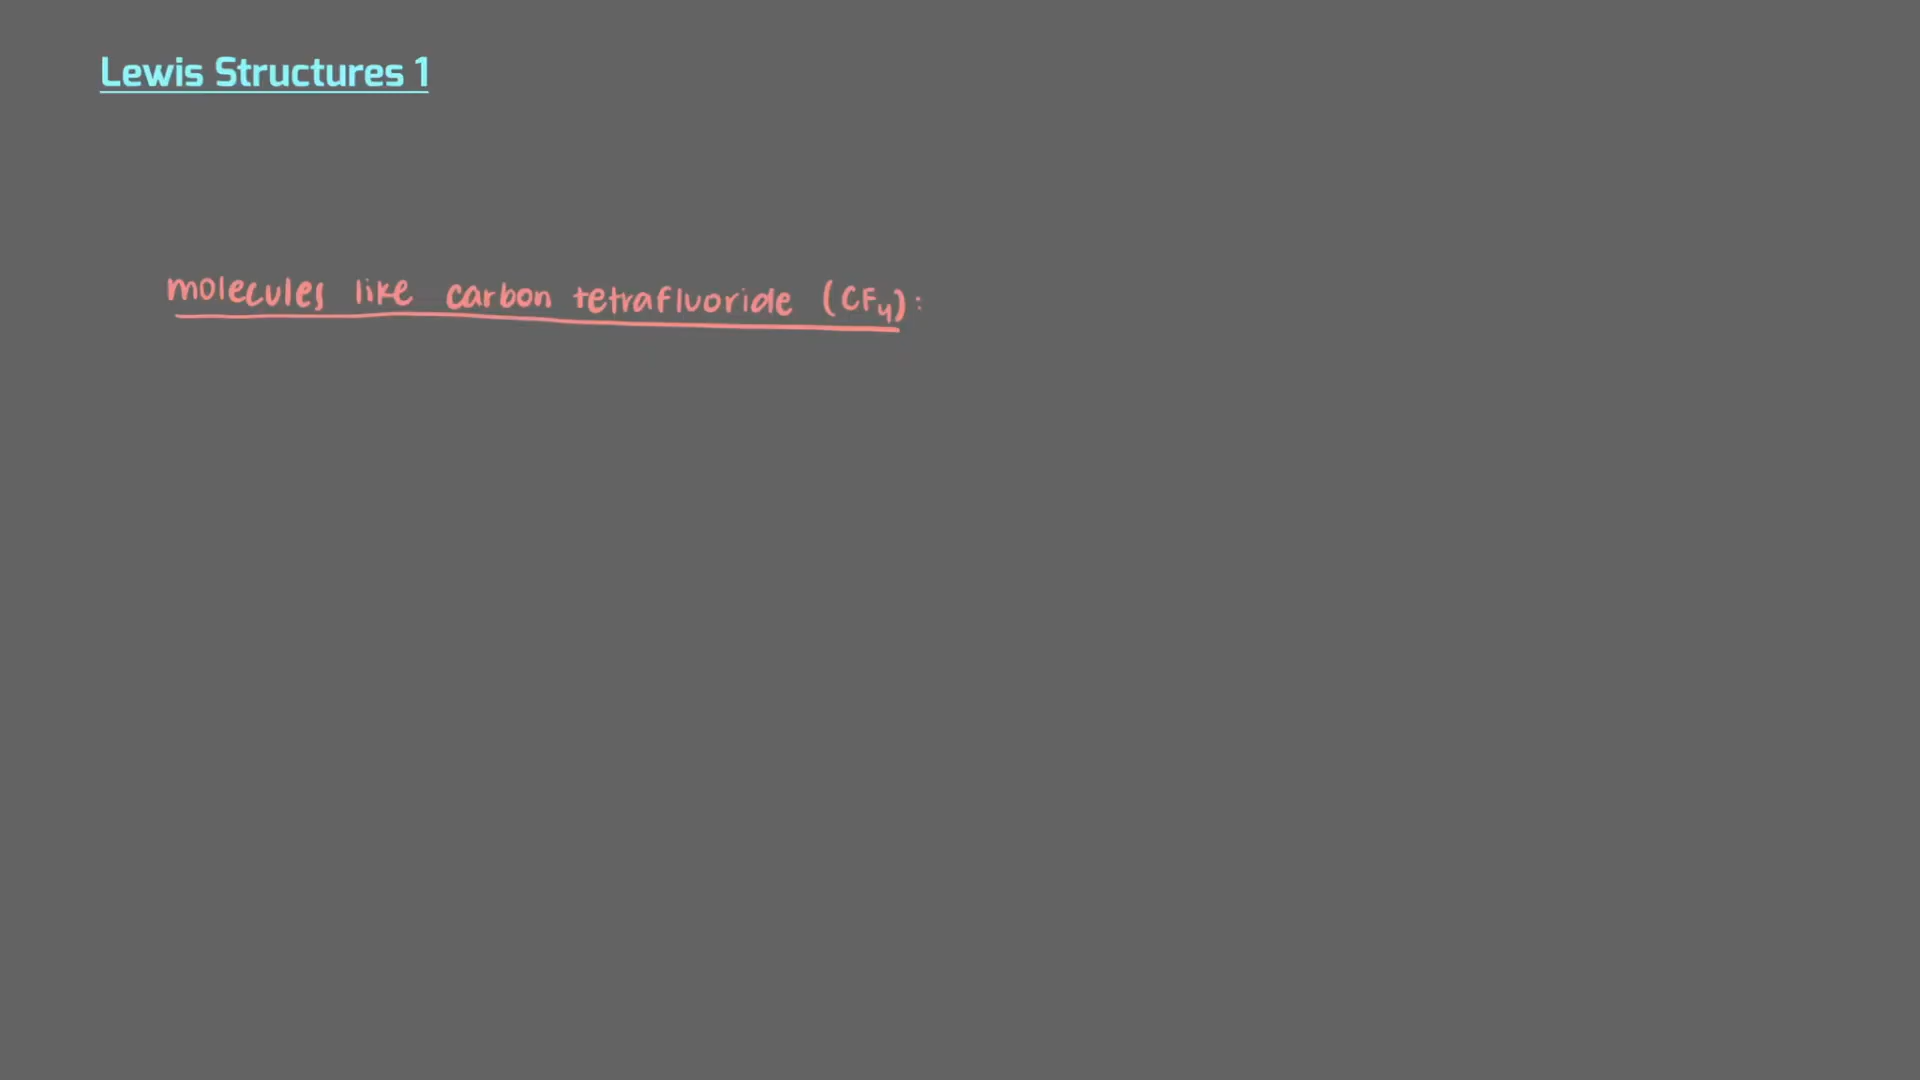 Lewis Structures 1
molecules like carbon tetrafluoride (CF₄):